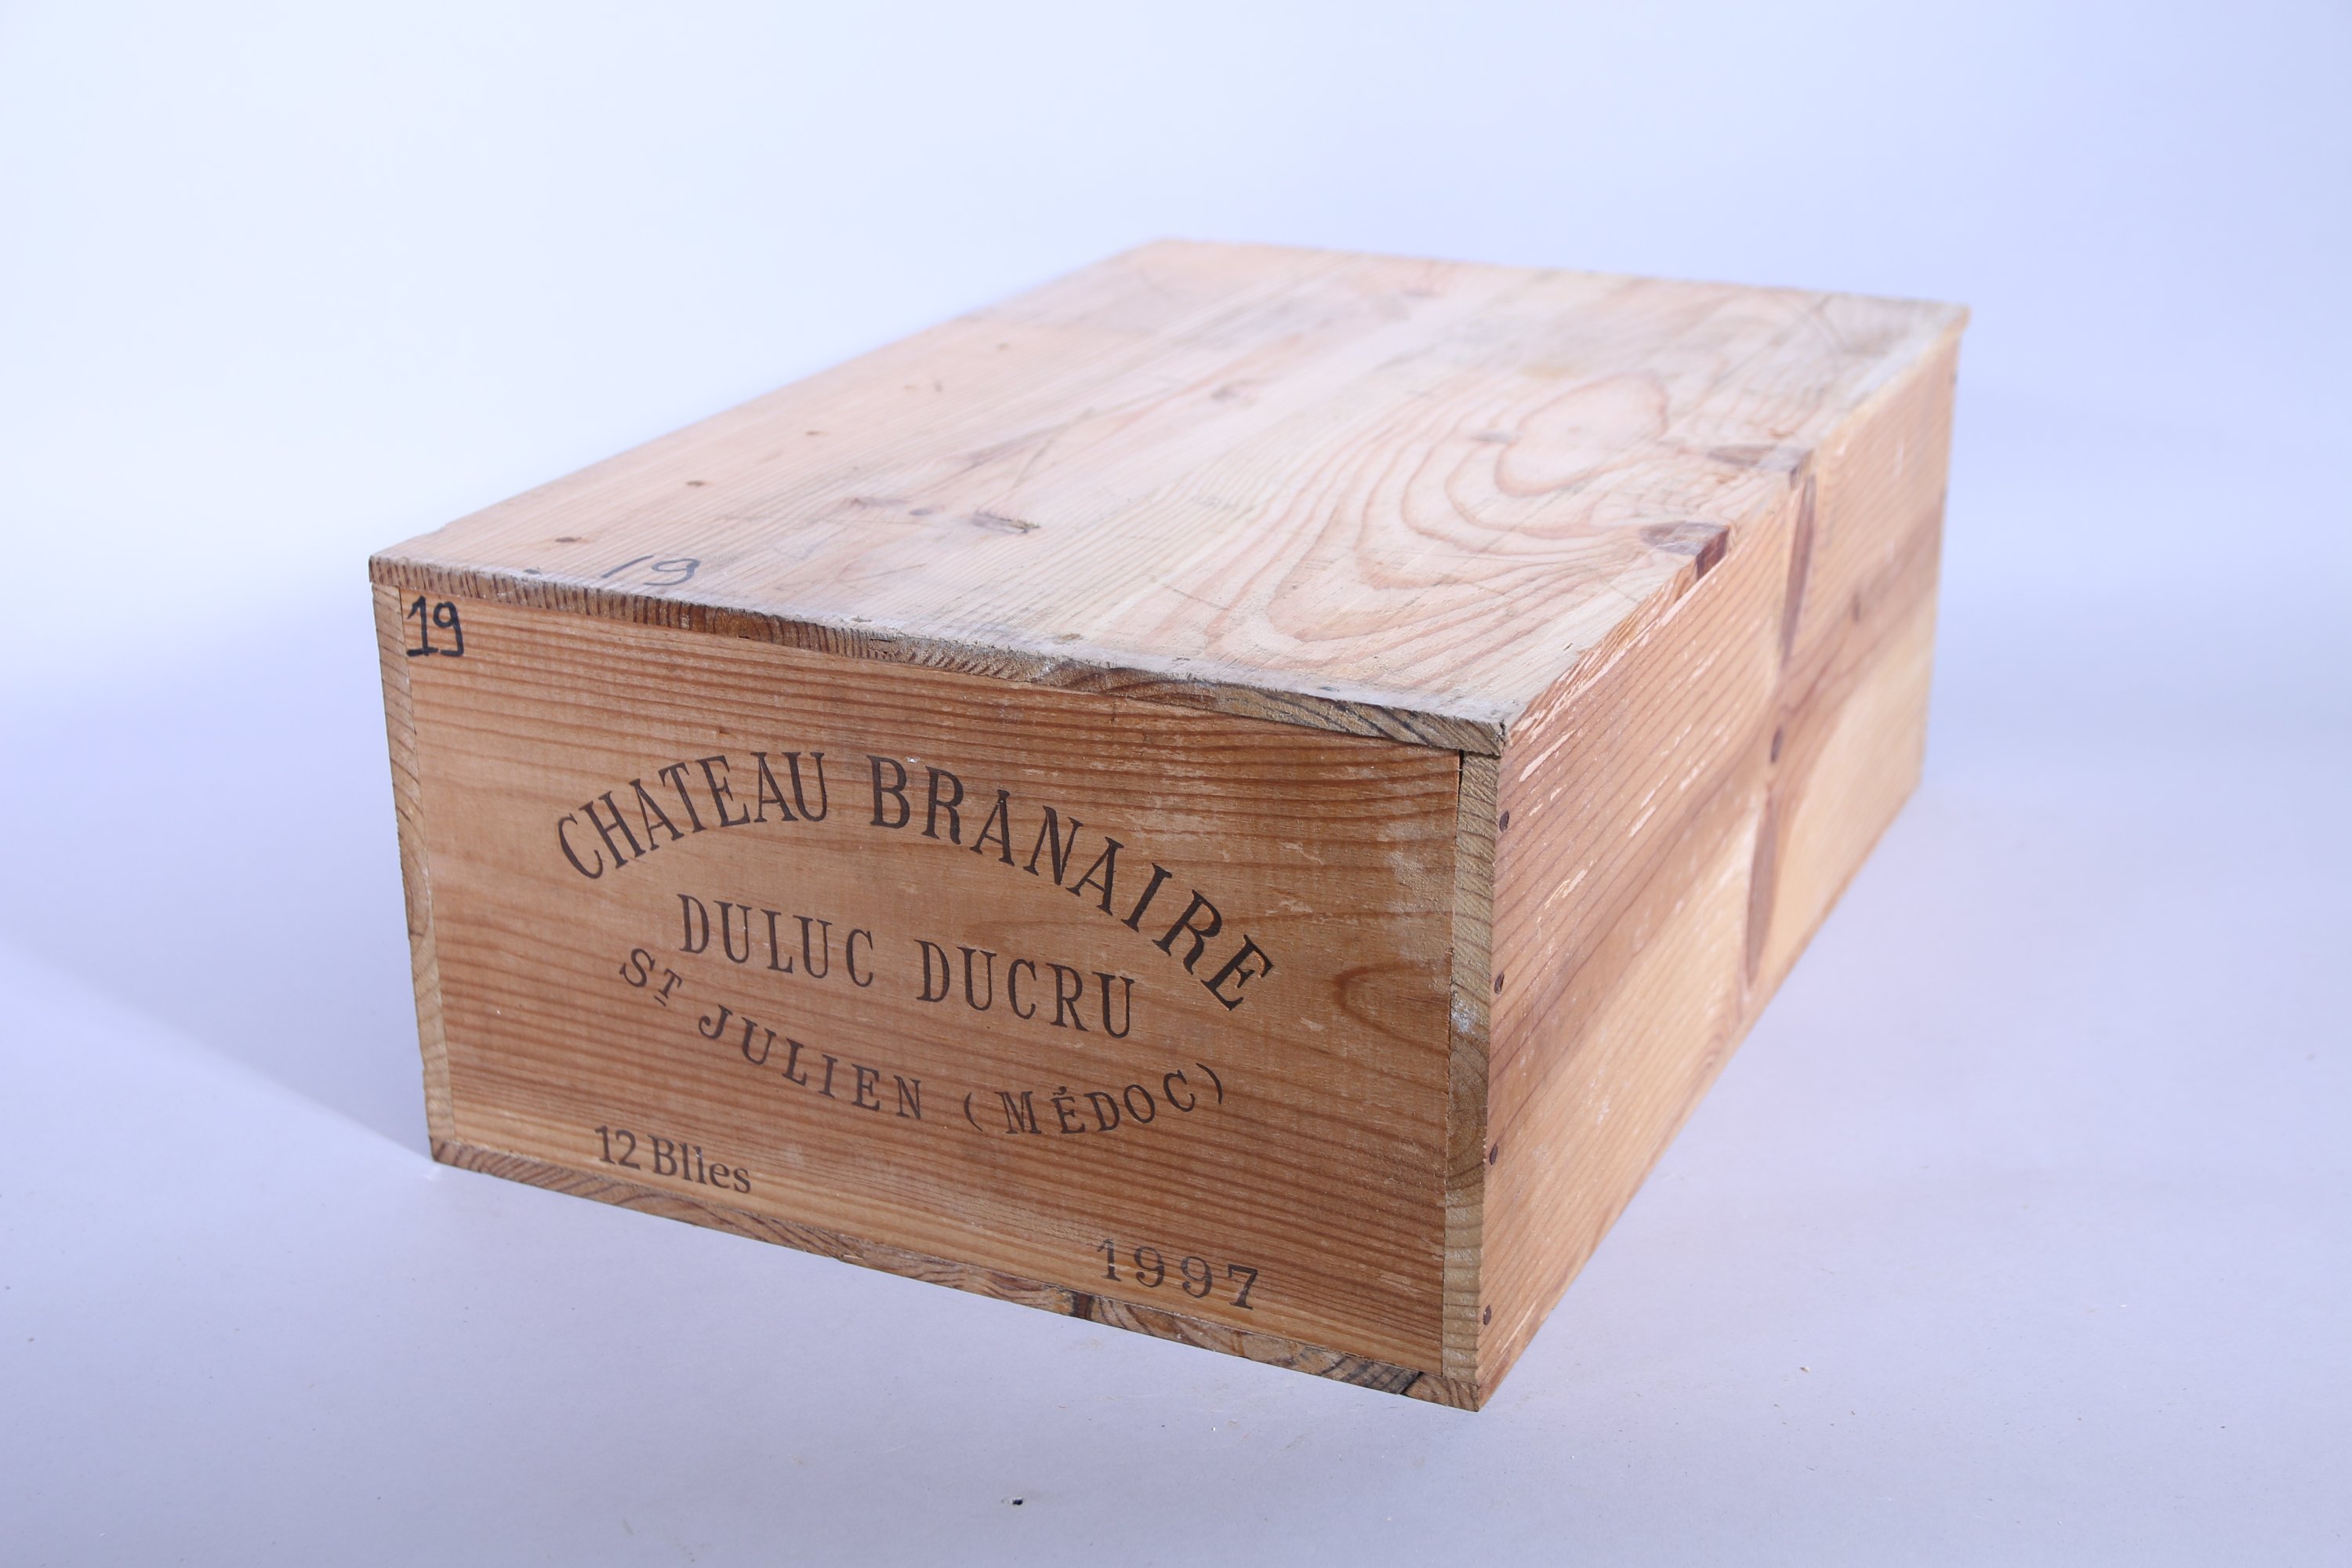 19
19
CHATEAU BRANAIRE
DULUC DUCRU
ST JULIEN (MÉDOC)
12 Blles
1997